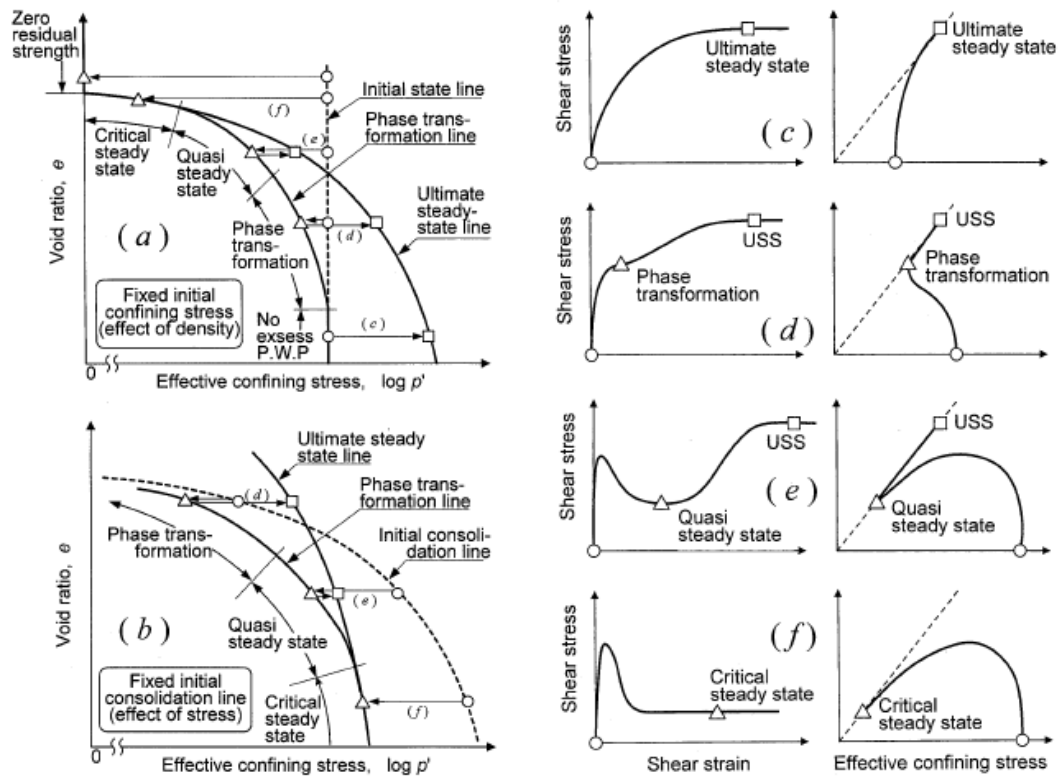 Zero
residual
strength
Void ratio, e
(a)
Critical
steady
state
Quasi
steady state
Phase
trans-
formation
Fixed initial
confining stress
(effect of density)
No
exsess
P.W.P
(f)
(e)
(d)
(c)
Initial state line
Phase trans-
formation line
Ultimate
steady-
state line
0
Effective confining stress, log p'
Void ratio, e
(b)
Ultimate steady
state line
Phase trans-
formation line
Initial consoli-
dation line
(d)
(e)
(f)
Phase trans-
formation
Quasi
steady state
Critical
steady
state
Fixed initial
consolidation line
(effect of stress)
0
Effective confining stress, log p'
Shear stress
Ultimate
steady state
(c)
Ultimate
steady state
Shear stress
USS
Phase
transformation
(d)
USS
Phase
transformation
Shear stress
USS
Quasi
steady state
(e)
USS
Quasi
steady state
Shear stress
Critical
steady state
(f)
Critical
steady state
Shear strain
Effective confining stress